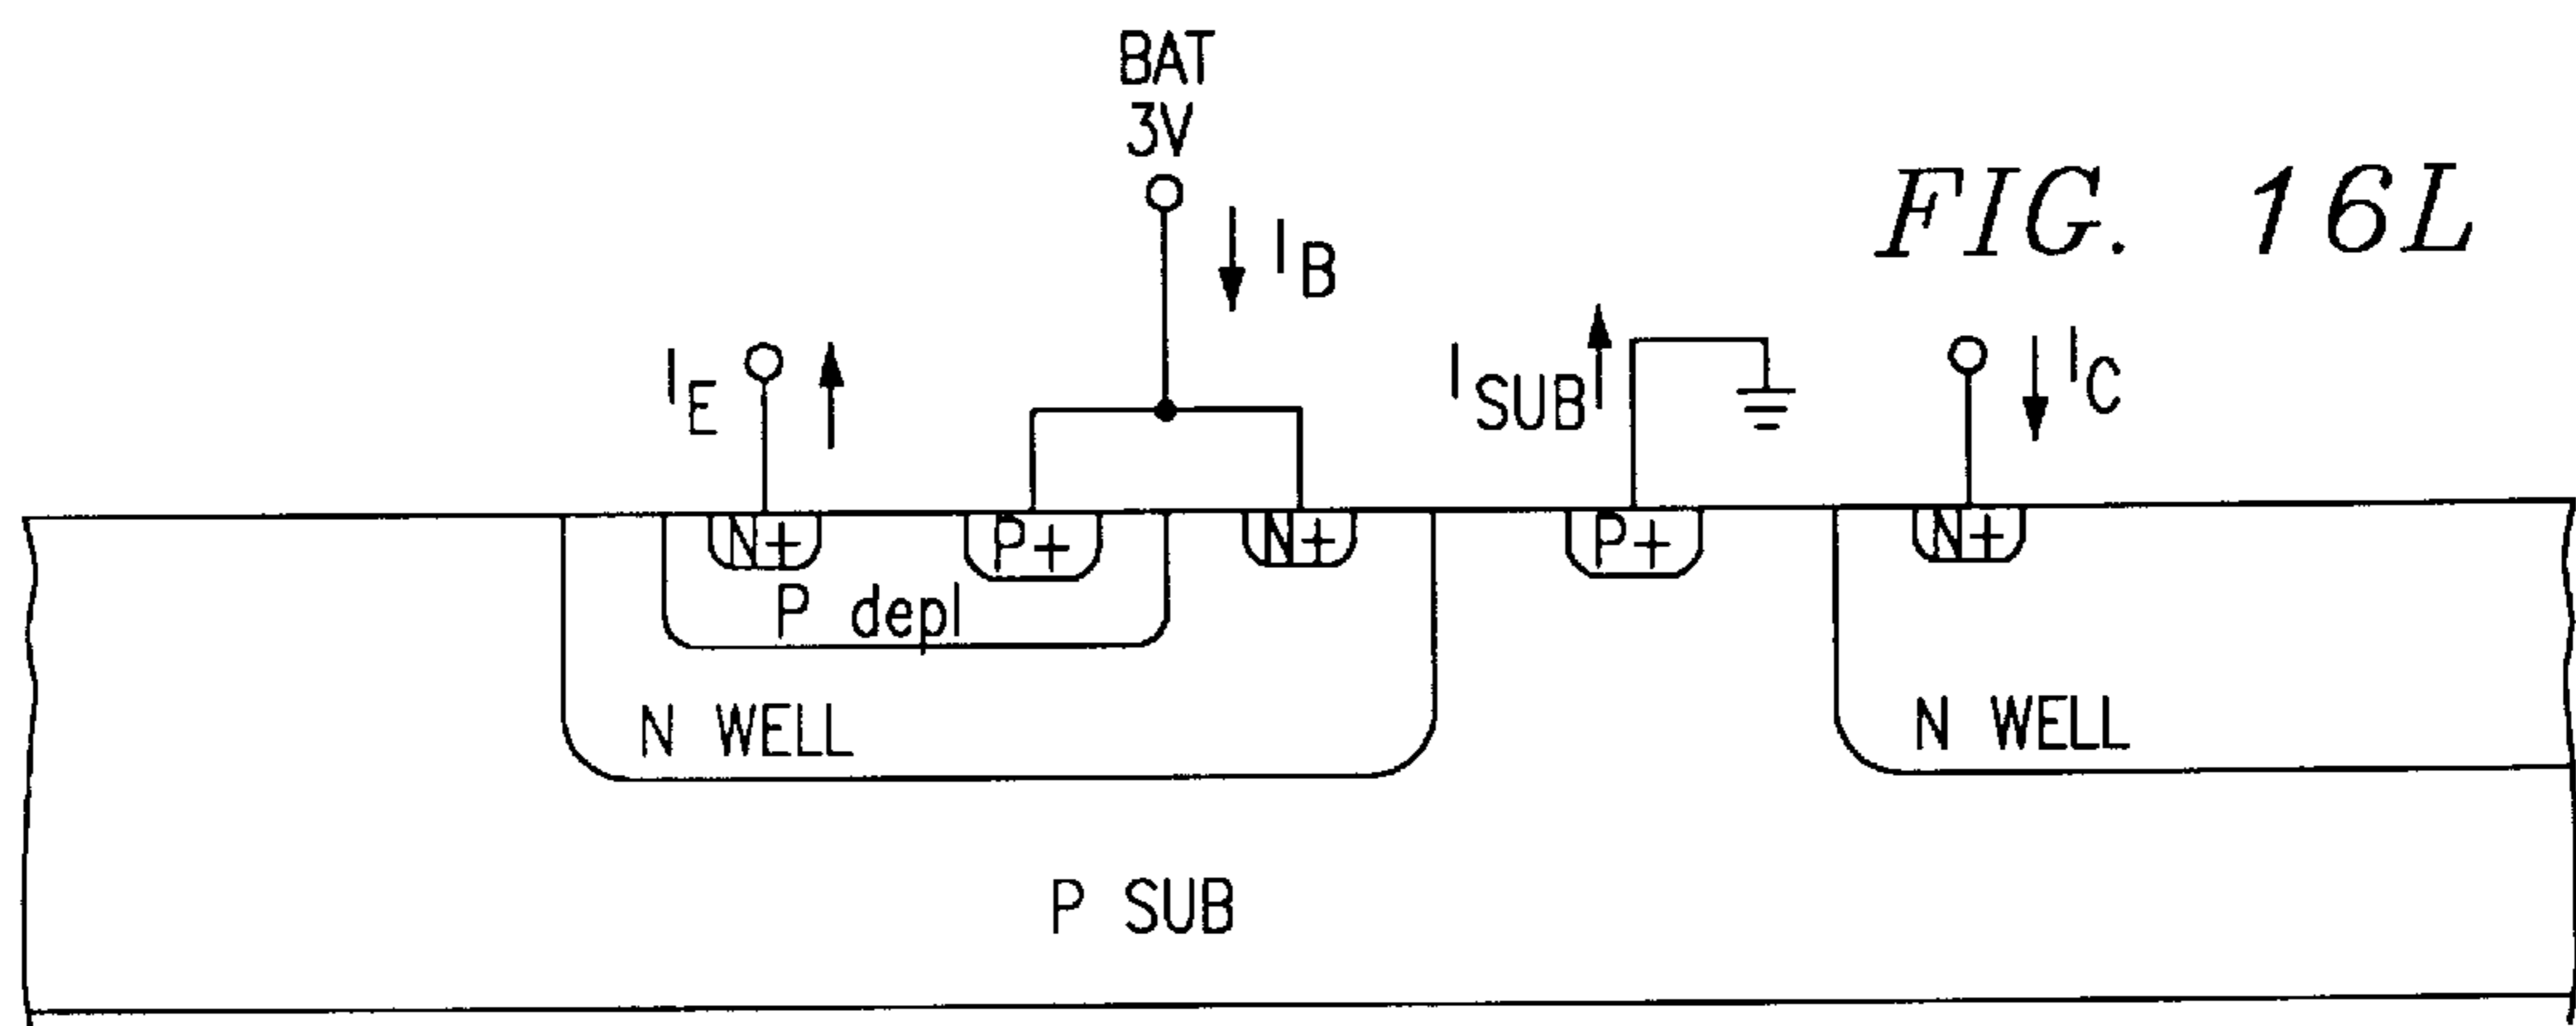 BAT
3V
FIG. 16L
I_B
I_E
I_SUB
I_C
N+
P+
N+
P+
N+
P depl
N WELL
N WELL
P SUB